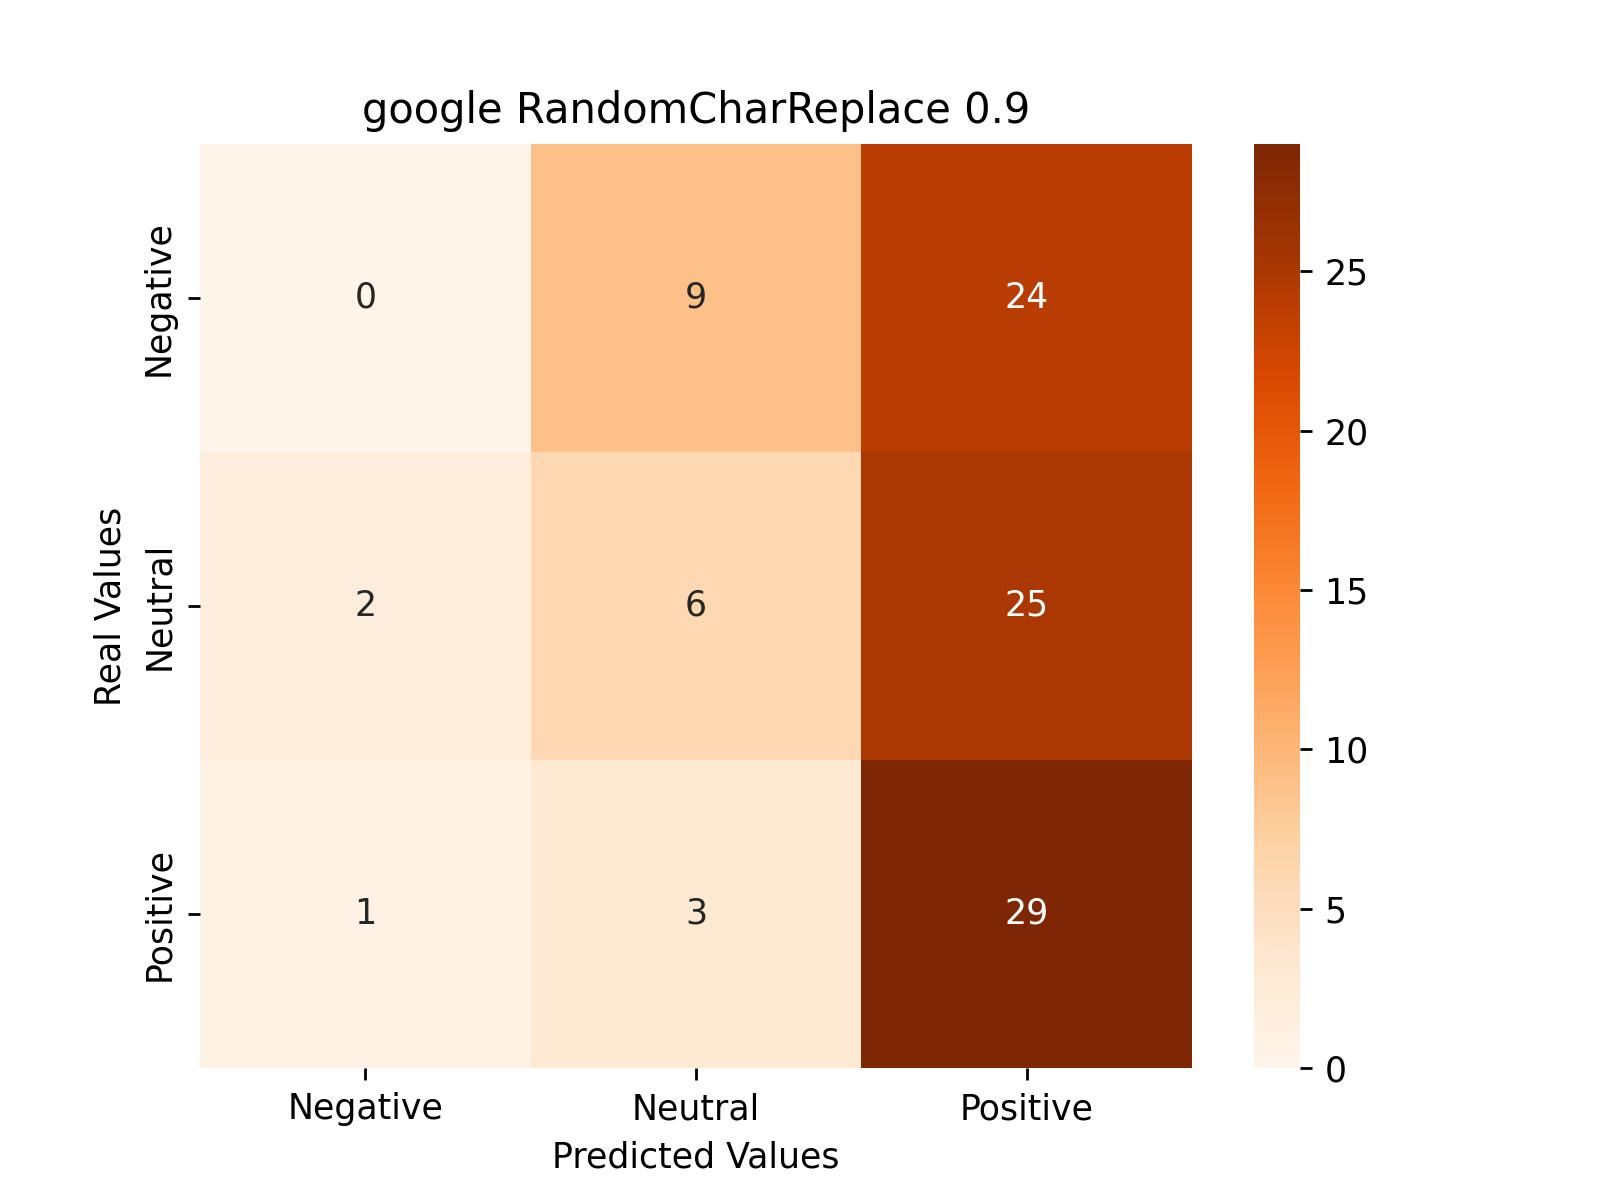 google RandomCharReplace 0.9
Real Values
Negative
0 9 24
Neutral
2 6 25
Positive
1 3 29
Negative Neutral Positive
Predicted Values
25
20
15
10
5
0